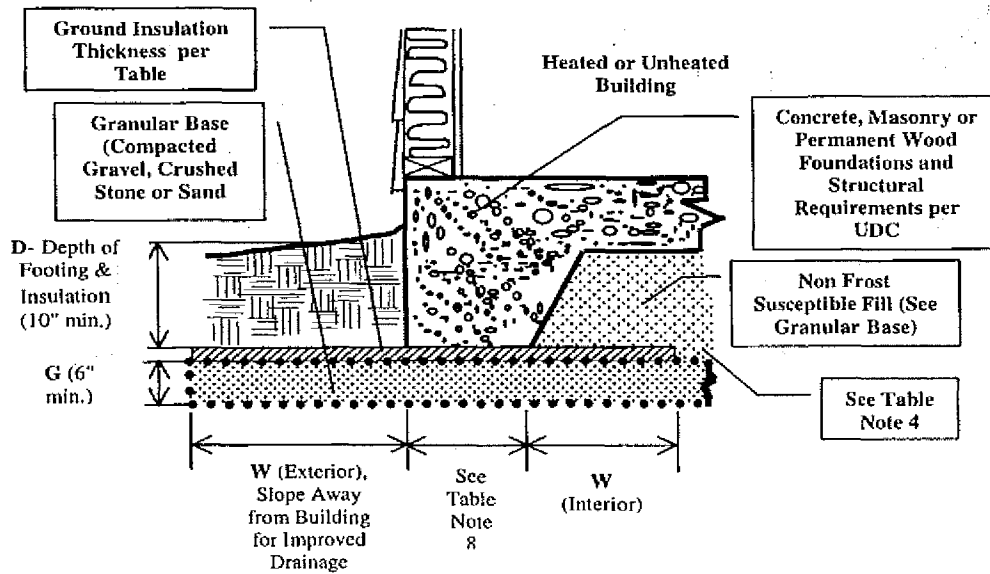 Ground Insulation
Thickness per
Table
Granular Base
(Compacted
Gravel, Crushed
Stone or Sand
D- Depth of
Footing &
Insulation
(10" min.)
G (6"
min.)
Heated or Unheated
Building
Concrete, Masonry or
Permanent Wood
Foundations and
Structural
Requirements per
UDC
Non Frost
Susceptible Fill (See
Granular Base)
See Table
Note 4
W (Exterior),
Slope Away
from Building
for Improved
Drainage
See
Table
Note
8
W
(Interior)